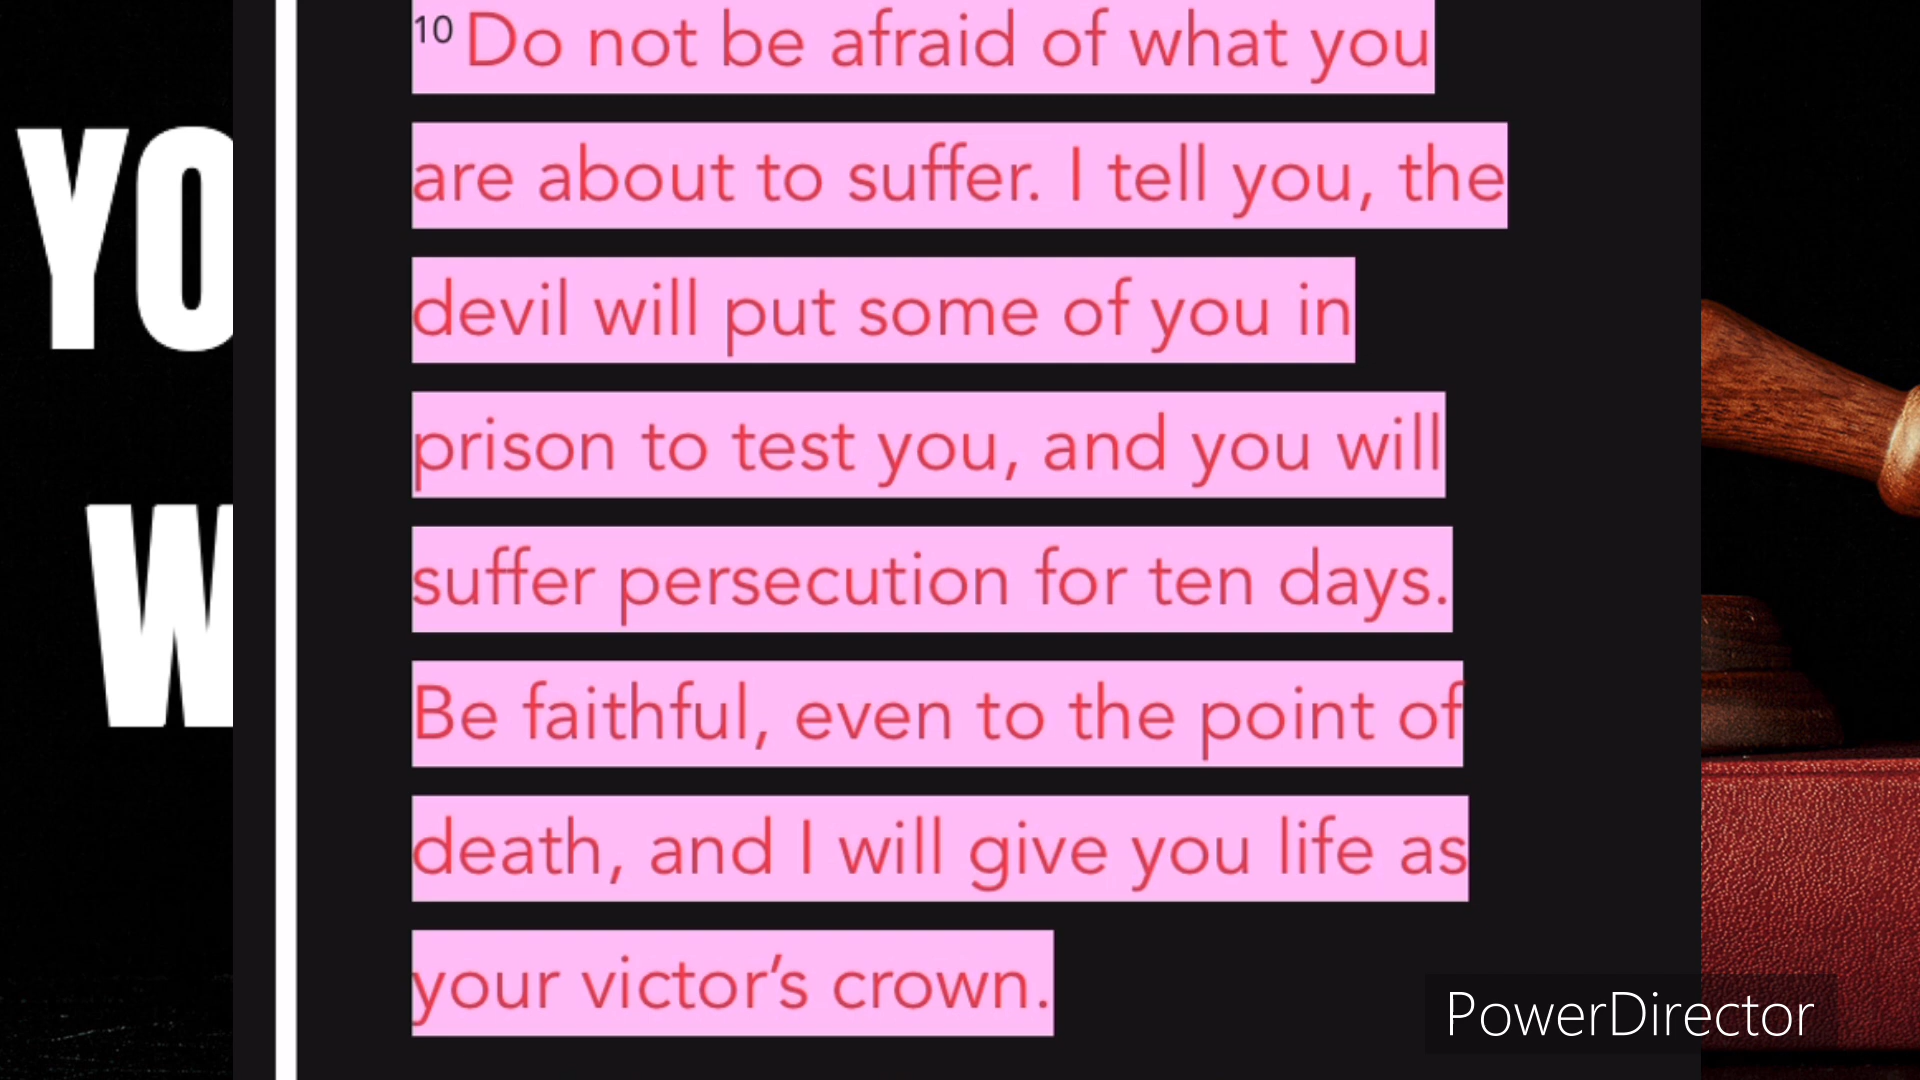 YO
W
10 Do not be afraid of what you
are about to suffer. I tell you, the
devil will put some of you in
prison to test you, and you will
suffer persecution for ten days.
Be faithful, even to the point of
death, and I will give you life as
your victor’s crown.
PowerDirector